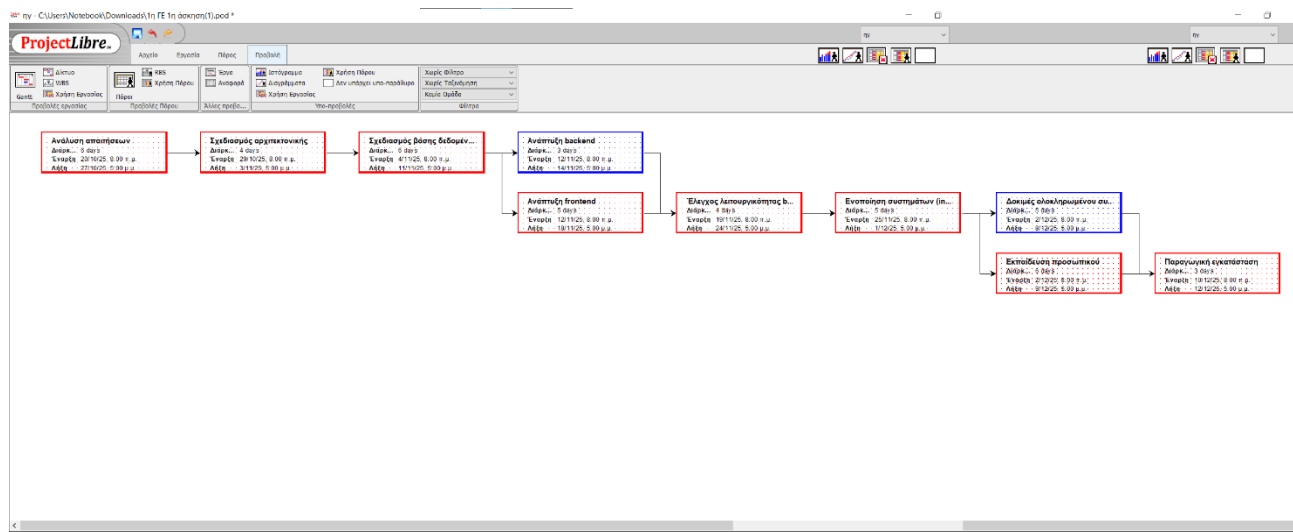 ηγ - C:\Users\Notebook\Downloads\1η ΓΕ 1η άσκηση(1).pod *
ProjectLibre
ηγ
ηγ
Αρχείο Εργασία Πόρος Προβολή
Gantt
Δίκτυο
WBS
Χρήση Εργασίας
Προβολές εργασίας
Πόροι
RBS
Χρήση Πόρου
Προβολές Πόρου
Έργα
Αναφορά
Άλλες προβο...
Ιστόγραμμα
Διαγράμματα
Χρήση Εργασίας
Χρήση Πόρου
Δεν υπάρχει υπο-παράθυρο
Υπο-προβολές
Χωρίς Φίλτρο
Χωρίς Ταξινόμηση
Καμία Ομάδα
Φίλτρα
Ανάλυση απαιτήσεων
Διάρκ... 6 days
Έναρξη 20/10/25, 8:00 π.μ.
Λήξη 27/10/25, 5:00 μ.μ.
Σχεδιασμός αρχιτεκτονικής
Διάρκ... 4 days
Έναρξη 29/10/25, 8:00 π.μ.
Λήξη 3/11/25, 5:00 μ.μ.
Σχεδιασμός βάσης δεδομέν...
Διάρκ... 6 days
Έναρξη 4/11/25, 8:00 π.μ.
Λήξη 11/11/25, 5:00 μ.μ.
Ανάπτυξη backend
Διάρκ... 3 days
Έναρξη 12/11/25, 8:00 π.μ.
Λήξη 14/11/25, 5:00 μ.μ.
Ανάπτυξη frontend
Διάρκ... 5 days
Έναρξη 12/11/25, 8:00 π.μ.
Λήξη 18/11/25, 5:00 μ.μ.
Έλεγχος λειτουργικότητας b...
Διάρκ... 4 days
Έναρξη 19/11/25, 8:00 π.μ.
Λήξη 24/11/25, 5:00 μ.μ.
Ενοποίηση συστημάτων (in...
Διάρκ... 5 days
Έναρξη 25/11/25, 8:00 π.μ.
Λήξη 1/12/25, 5:00 μ.μ.
Δοκιμές ολοκληρωμένου συ...
Διάρκ... 5 days
Έναρξη 2/12/25, 8:00 π.μ.
Λήξη 8/12/25, 5:00 μ.μ.
Εκπαίδευση προσωπικού
Διάρκ... 6 days
Έναρξη 2/12/25, 8:00 π.μ.
Λήξη 9/12/25, 5:00 μ.μ.
Παραγωγική εγκατάσταση
Διάρκ... 3 days
Έναρξη 10/12/25, 8:00 π.μ.
Λήξη 12/12/25, 5:00 μ.μ.